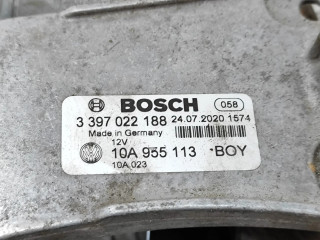 BOSCH 058
3 397 022 188 24.07.2020 1574
Made in Germany
12V
10A 955 113 BOY
10A 023